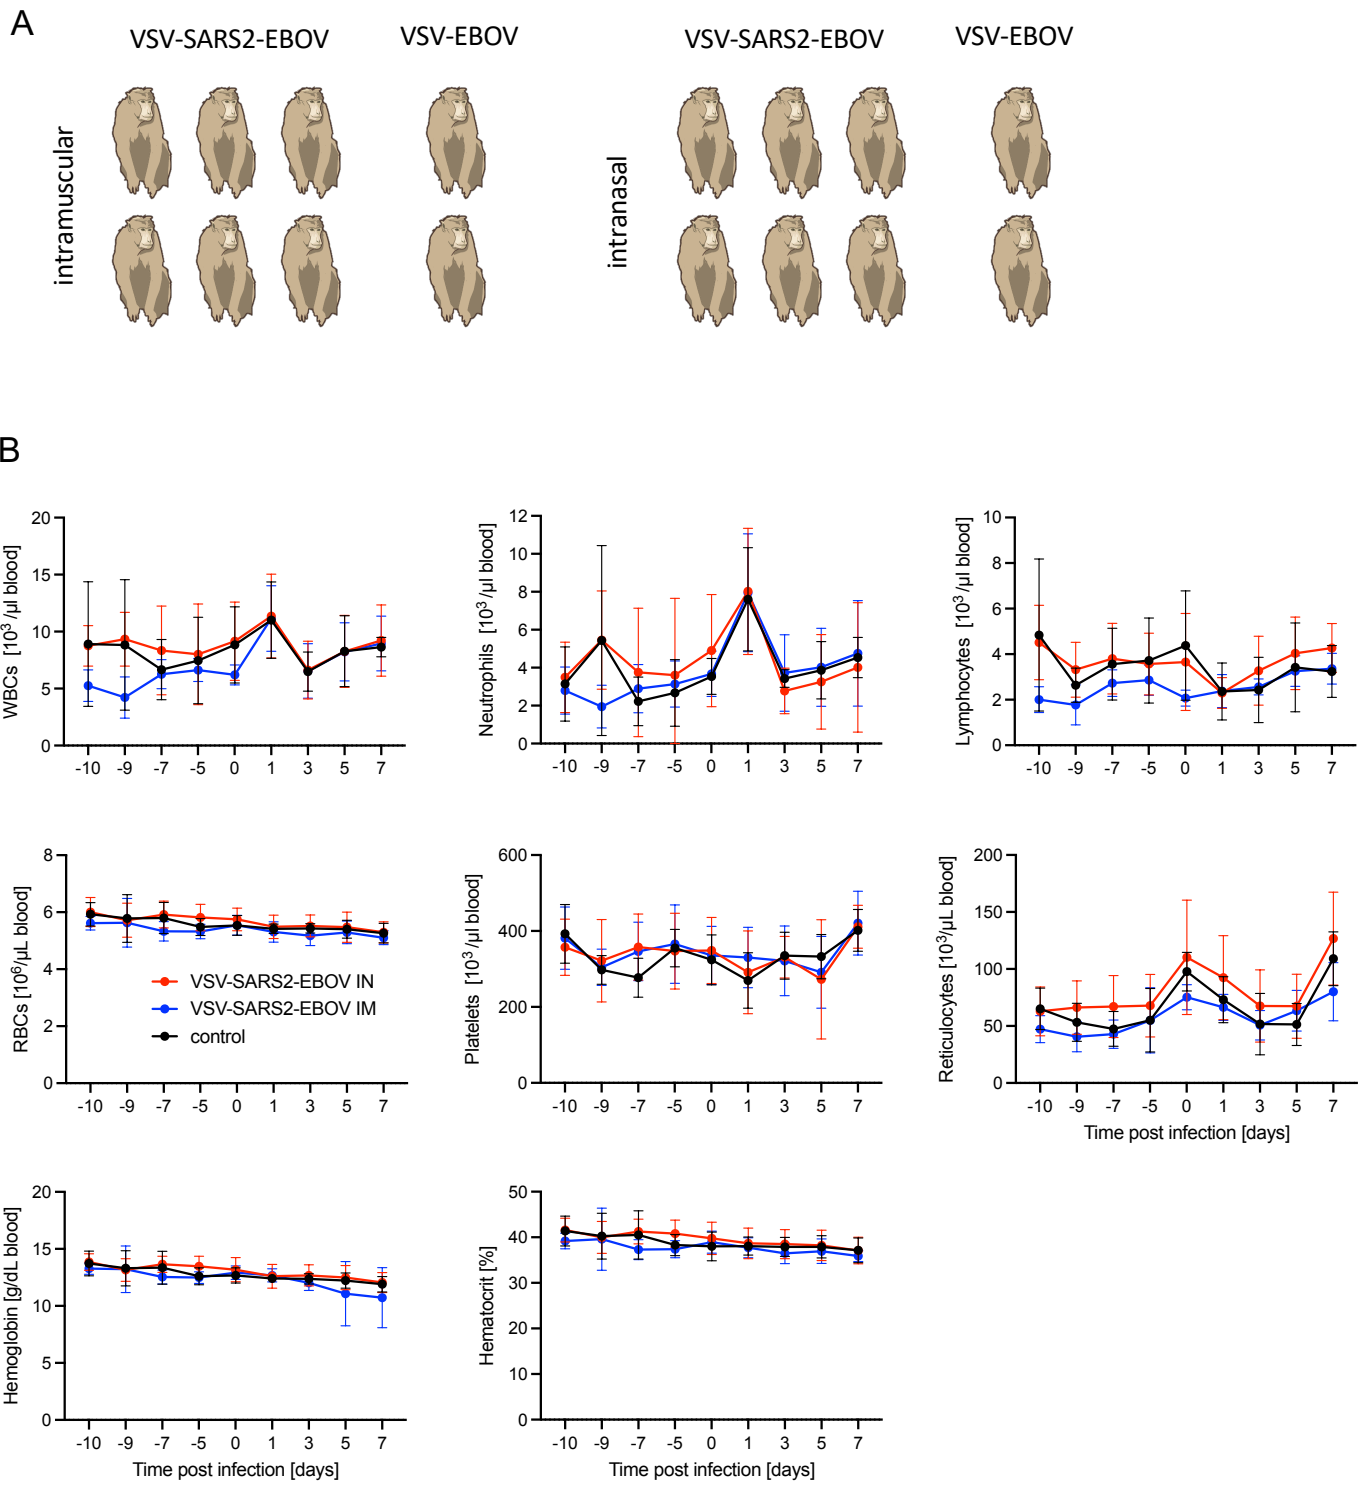 A
VSV-SARS2-EBOV
VSV-EBOV
VSV-SARS2-EBOV
VSV-EBOV
intramuscular
intranasal
B
WBCs [10³/µl blood]
20
15
10
5
0
-10 -9 -7 -5 0 1 3 5 7
Neutrophils [10³/µl blood]
12
10
8
6
4
2
0
-10 -9 -7 -5 0 1 3 5 7
Lymphocytes [10³/µl blood]
10
8
6
4
2
0
-10 -9 -7 -5 0 1 3 5 7
RBCs [10⁶/µL blood]
8
6
4
2
0
VSV-SARS2-EBOV IN
VSV-SARS2-EBOV IM
control
-10 -9 -7 -5 0 1 3 5 7
Platelets [10³/µl blood]
600
400
200
0
-10 -9 -7 -5 0 1 3 5 7
Reticulocytes [10³/µL blood]
200
150
100
50
0
-10 -9 -7 -5 0 1 3 5 7
Time post infection [days]
Hemoglobin [g/dL blood]
20
15
10
5
0
-10 -9 -7 -5 0 1 3 5 7
Time post infection [days]
Hematocrit [%]
50
40
30
20
10
0
-10 -9 -7 -5 0 1 3 5 7
Time post infection [days]